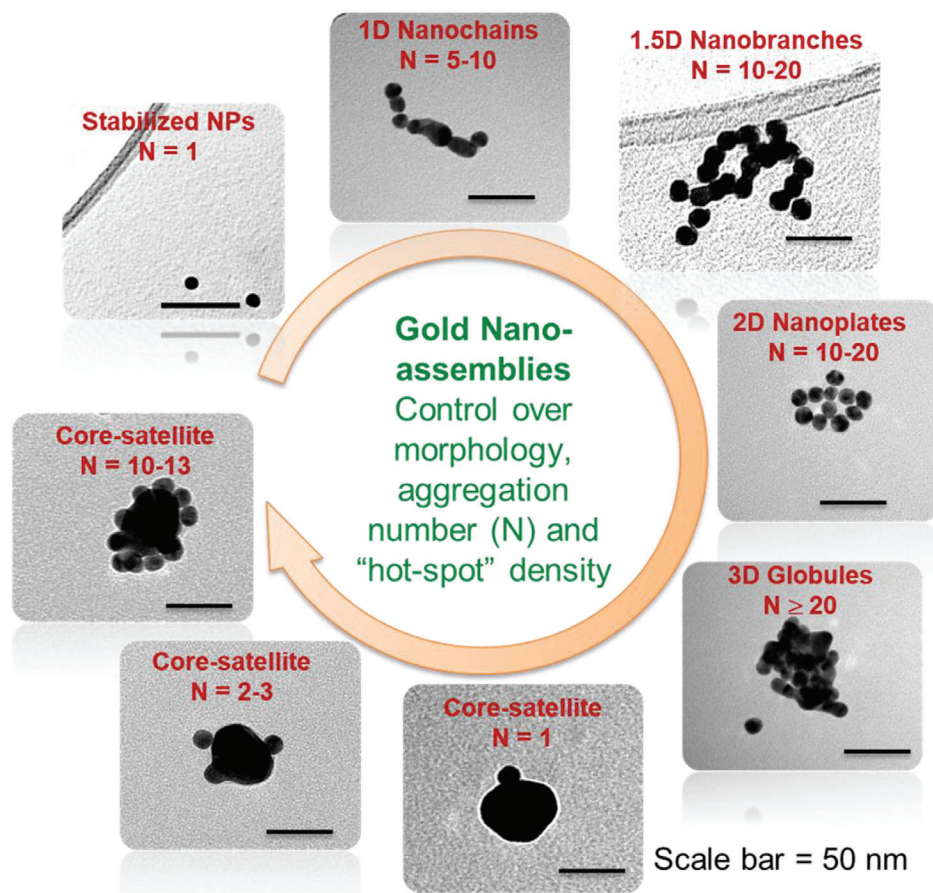 1D Nanochains
N = 5-10
1.5D Nanobranches
N = 10-20
Stabilized NPs
N = 1
2D Nanoplates
N = 10-20
Gold Nano-
assemblies
Control over
morphology,
aggregation
number (N) and
“hot-spot” density
Core-satellite
N = 10-13
3D Globules
N ≥ 20
Core-satellite
N = 2-3
Core-satellite
N = 1
Scale bar = 50 nm